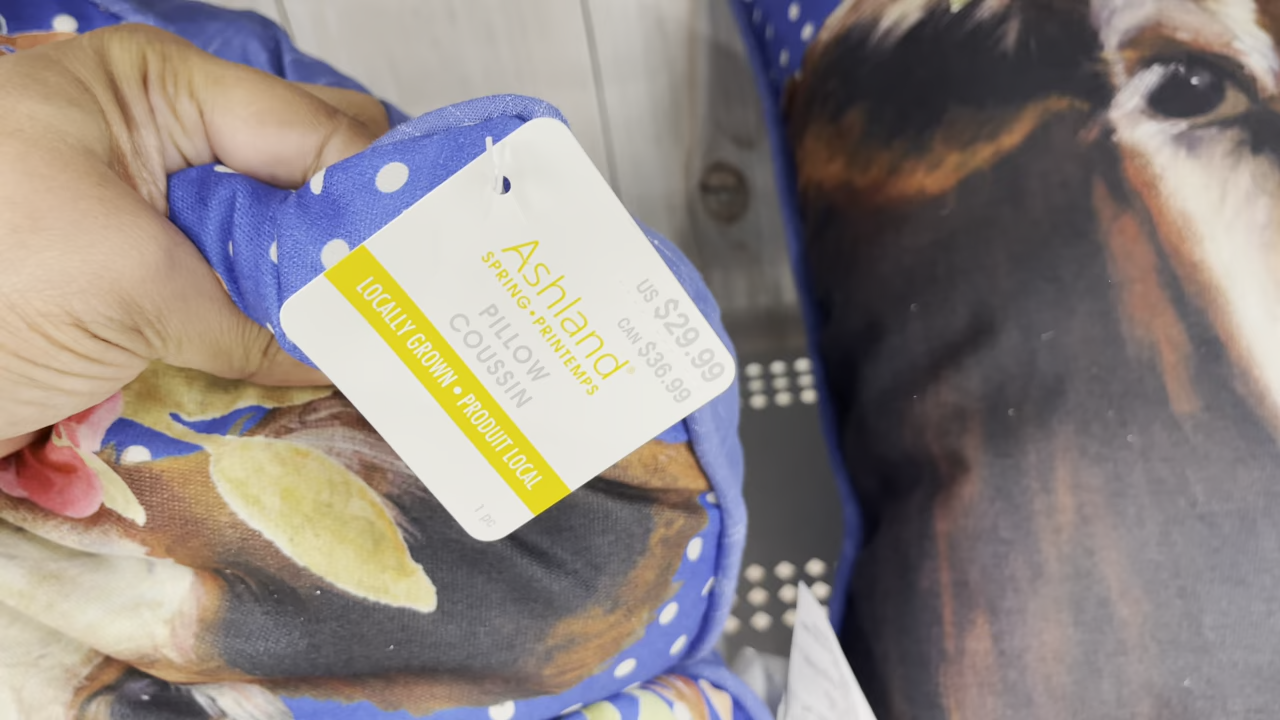 Ashland®
SPRING • PRINTEMPS
PILLOW
COUSSIN
US $29.99
CAN $36.99
LOCALLY GROWN • PRODUIT LOCAL
1 pc